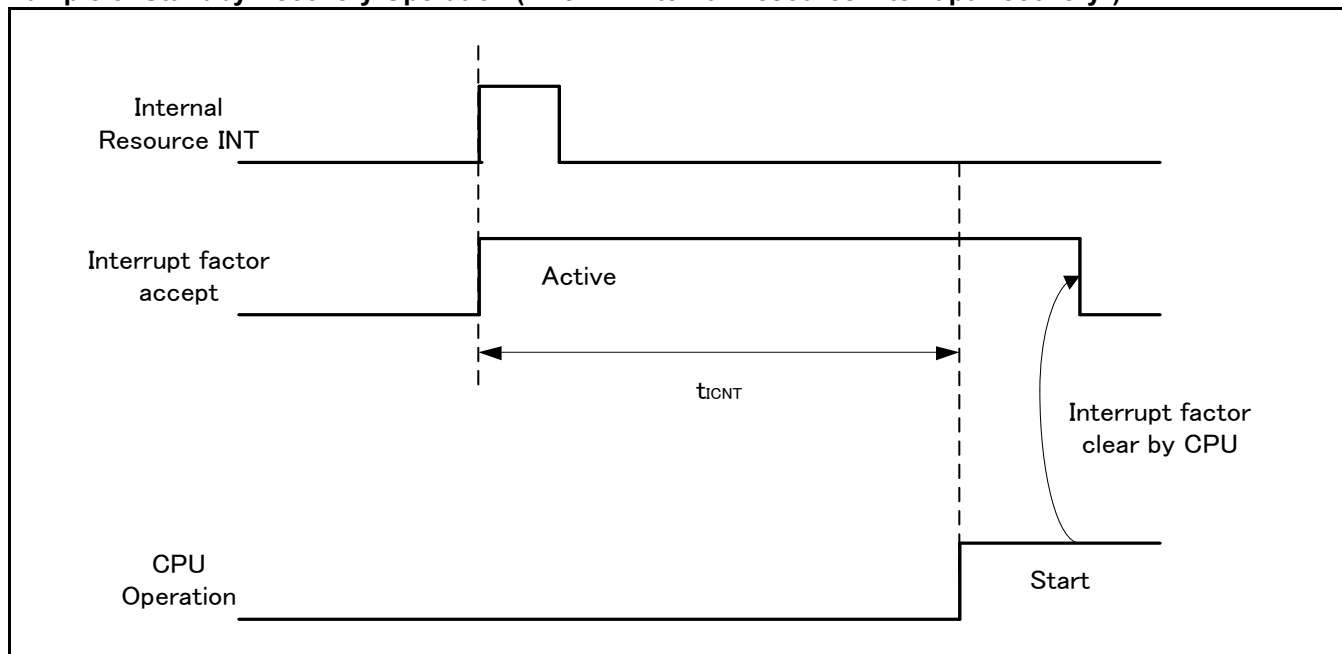 Internal
Resource INT
Interrupt factor
accept
Active
tICNT
Interrupt factor
clear by CPU
CPU
Operation
Start